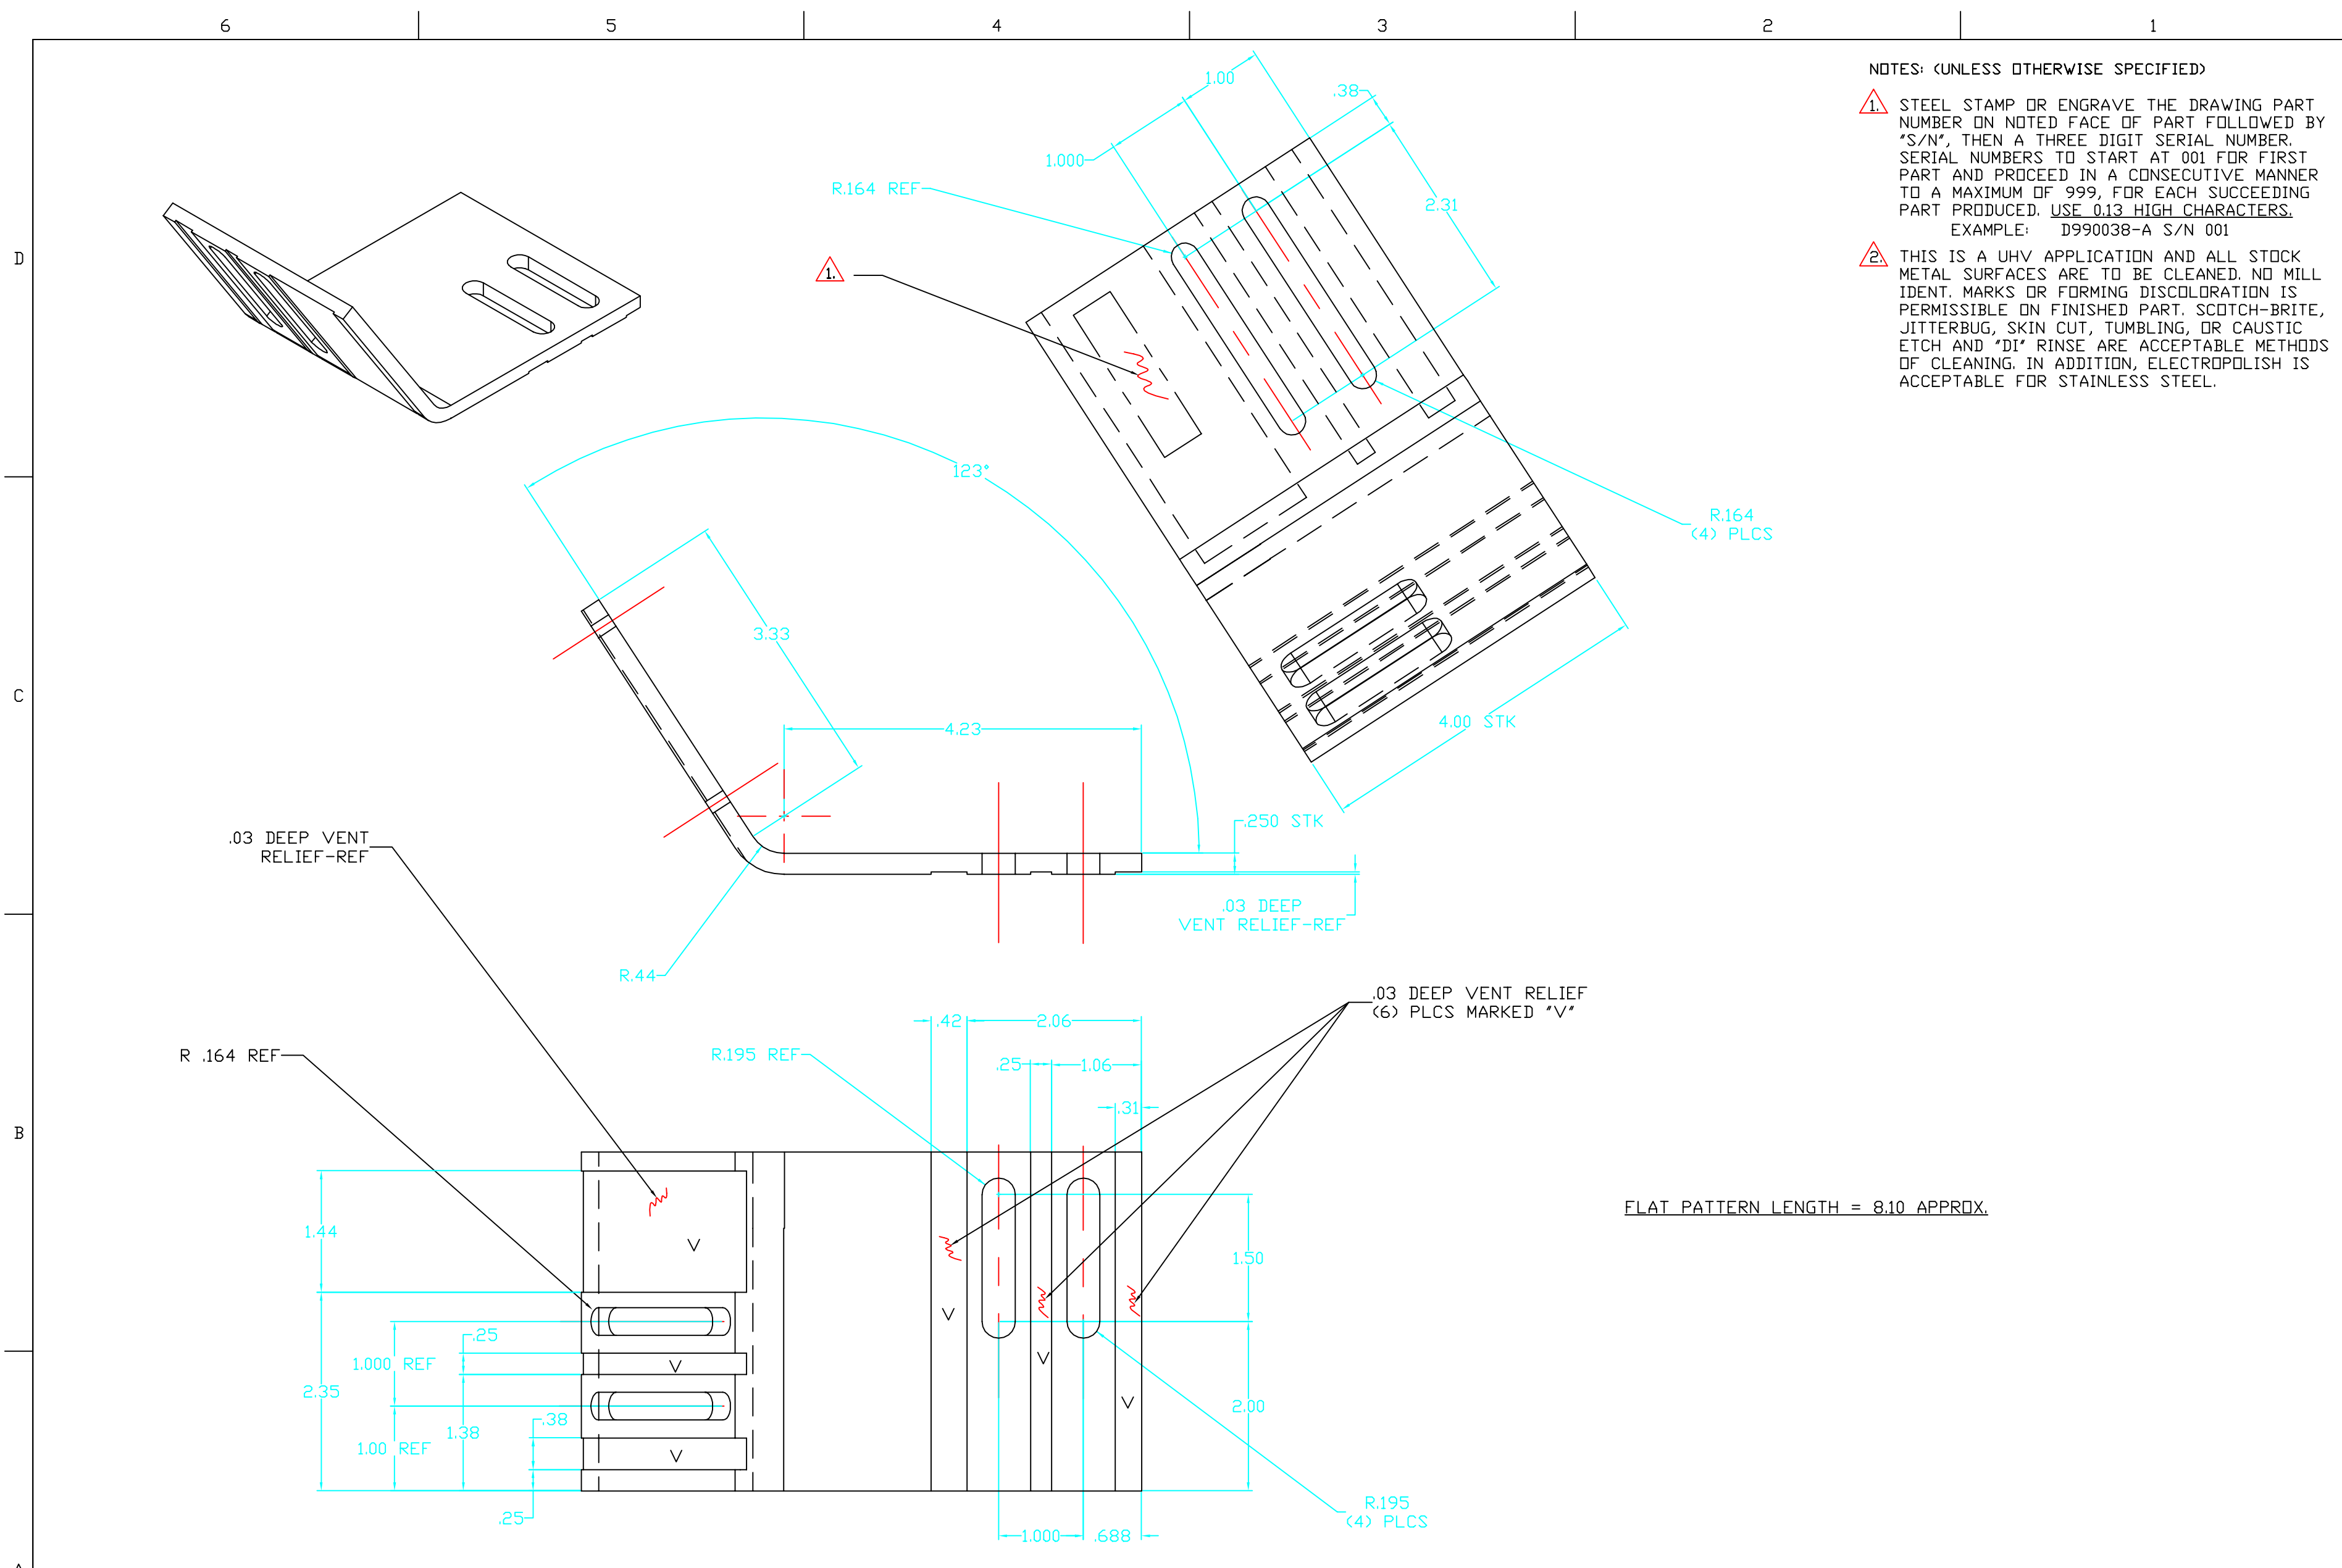 6 5 4 3 2 1
D
C
B
NOTES: (UNLESS OTHERWISE SPECIFIED)
1. STEEL STAMP OR ENGRAVE THE DRAWING PART
NUMBER ON NOTED FACE OF PART FOLLOWED BY
"S/N", THEN A THREE DIGIT SERIAL NUMBER.
SERIAL NUMBERS TO START AT 001 FOR FIRST
PART AND PROCEED IN A CONSECUTIVE MANNER
TO A MAXIMUM OF 999, FOR EACH SUCCEEDING
PART PRODUCED. USE 0.13 HIGH CHARACTERS.
EXAMPLE: D990038-A S/N 001
2. THIS IS A UHV APPLICATION AND ALL STOCK
METAL SURFACES ARE TO BE CLEANED. NO MILL
IDENT. MARKS OR FORMING DISCOLORATION IS
PERMISSIBLE ON FINISHED PART. SCOTCH-BRITE,
JITTERBUG, SKIN CUT, TUMBLING, OR CAUSTIC
ETCH AND "DI" RINSE ARE ACCEPTABLE METHODS
OF CLEANING. IN ADDITION, ELECTROPOLISH IS
ACCEPTABLE FOR STAINLESS STEEL.
1.00
.38
1.000
R.164 REF
2.31
1.
R.164
(4) PLCS
4.00 STK
123°
3.33
4.23
.250 STK
.03 DEEP
VENT RELIEF-REF
R.44
.03 DEEP VENT
RELIEF-REF
.03 DEEP VENT RELIEF
(6) PLCS MARKED "V"
R .164 REF
R.195 REF
.42
2.06
.25
1.06
.31
1.44
V
V
V
V
V
V
1.50
.25
1.000 REF
2.35
.38
1.38
1.00 REF
.25
2.00
R.195
(4) PLCS
1.000
.688
FLAT PATTERN LENGTH = 8.10 APPROX.